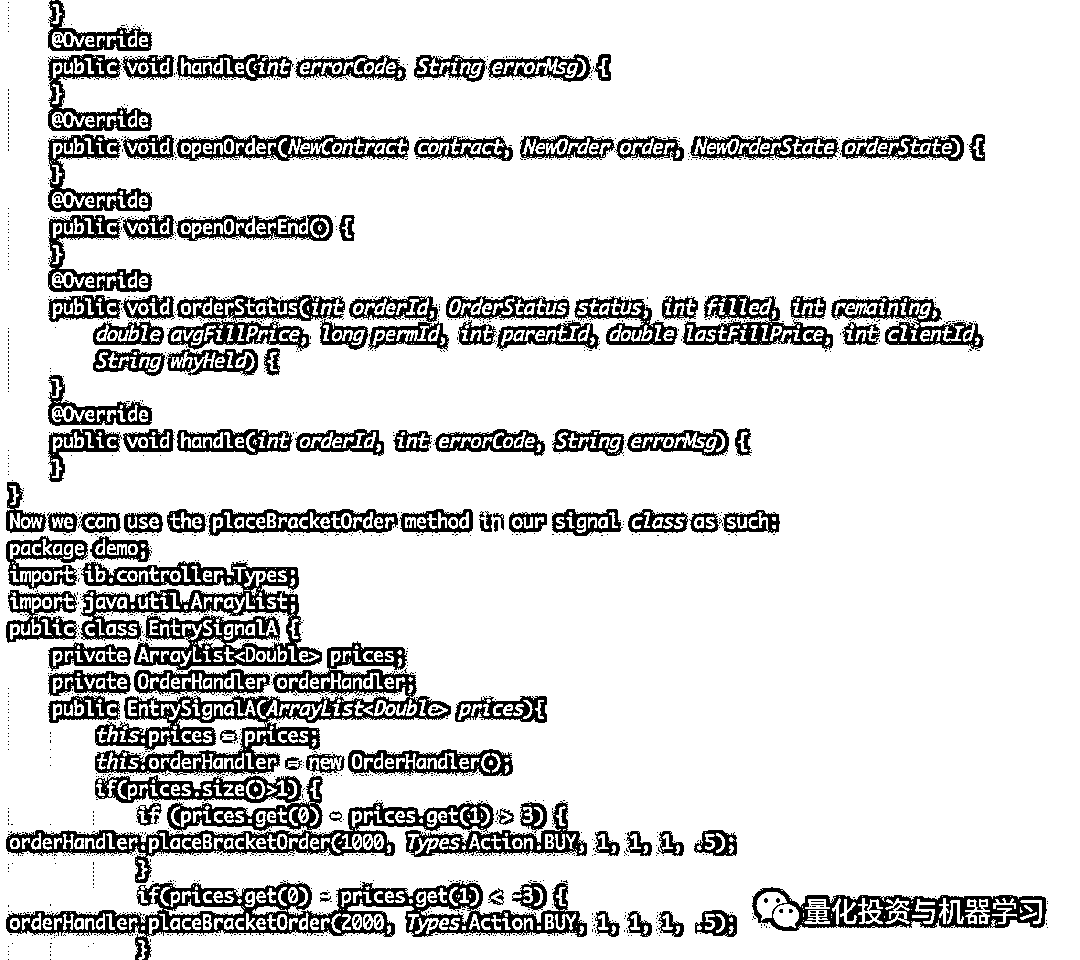 }
@Override
public void handle(int errorCode, String errorMsg) {
}
@Override
public void openOrder(NewContract contract, NewOrder order, NewOrderState orderState) {
}
@Override
public void openOrderEnd() {
}
@Override
public void orderStatus(int orderId, OrderStatus status, int filled, int remaining,
double avgFillPrice, long permId, int parentId, double lastFillPrice, int clientId,
String whyHeld) {
}
@Override
public void handle(int orderId, int errorCode, String errorMsg) {
}
}
Now we can use the placeBracketOrder method in our signal class as such:
package demo;
import ib.controller.Types;
import java.util.ArrayList;
public class EntrySignalA {
private ArrayList<Double> prices;
private OrderHandler orderHandler;
public EntrySignalA(ArrayList<Double> prices){
this.prices = prices;
this.orderHandler = new OrderHandler();
if(prices.size()>1) {
if (prices.get(0) - prices.get(1) > 3) {
orderHandler.placeBracketOrder(1000, Types.Action.BUY, 1, 1, 1, .5);
}
if(prices.get(0) - prices.get(1) < -3) {
orderHandler.placeBracketOrder(2000, Types.Action.BUY, 1, 1, 1, .5);
}
量化投资与机器学习